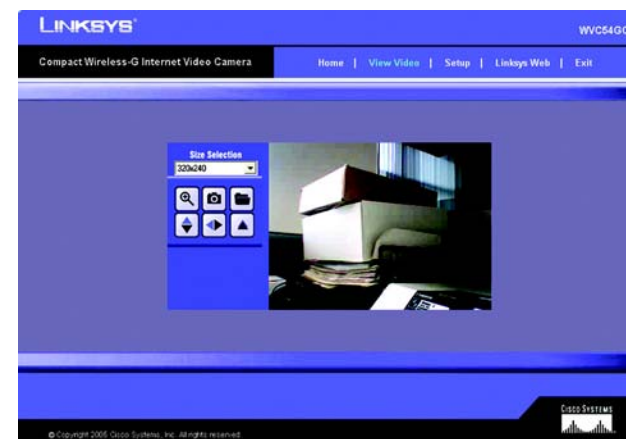 LINKSYS®
WVC54GC
Compact Wireless-G Internet Video Camera
Home | View Video | Setup | Linksys Web | Exit
Size Selection
320x240
CISCO SYSTEMS
© Copyright 2005 Cisco Systems, Inc. All rights reserved.